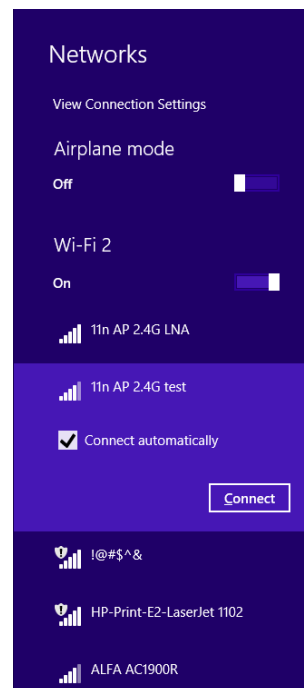 Networks
View Connection Settings
Airplane mode
Off
Wi-Fi 2
On
11n AP 2.4G LNA
11n AP 2.4G test
Connect automatically
Connect
!@#$^&
HP-Print-E2-LaserJet 1102
ALFA AC1900R